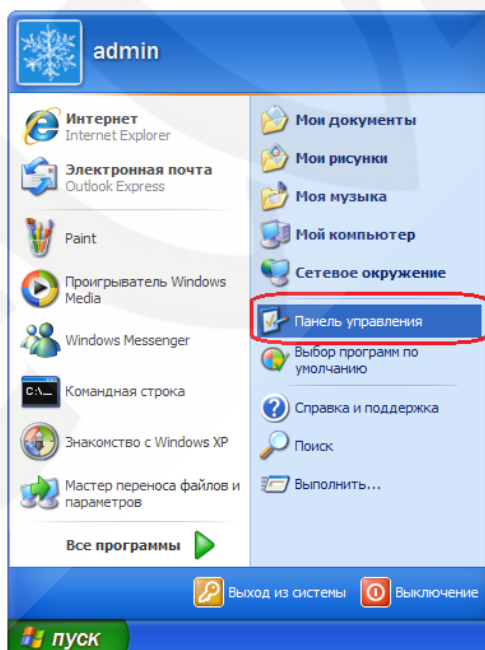 admin
Интернет
Internet Explorer
Электронная почта
Outlook Express
Paint
Проигрыватель Windows
Media
Windows Messenger
C:\_
Командная строка
Знакомство с Windows XP
Мастер переноса файлов и
параметров
Все программы
Мои документы
Мои рисунки
Моя музыка
Мой компьютер
Сетевое окружение
Панель управления
Выбор программ по
умолчанию
Справка и поддержка
Поиск
Выполнить...
Выход из системы
Выключение
пуск